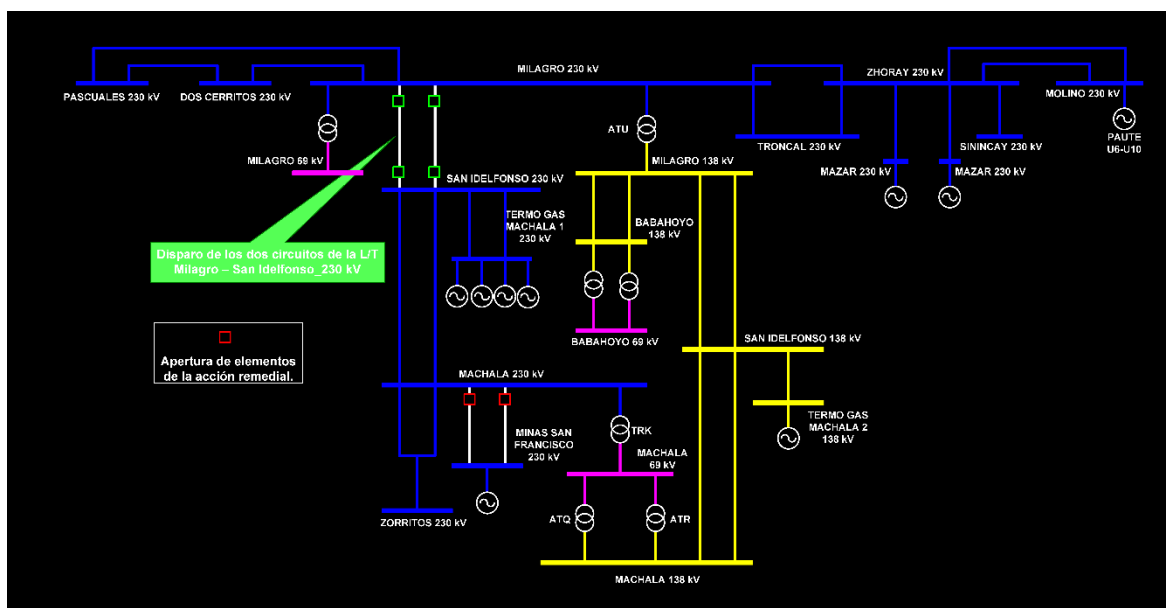 MILAGRO 230 kV
ZHORAY 230 kV
PASCUALES 230 kV
DOS CERRITOS 230 kV
MOLINO 230 kV
ATU
PAUTE
U6-U10
TRONCAL 230 kV
SININCAY 230 kV
MILAGRO 69 kV
MILAGRO 138 kV
MAZAR 230 kV
MAZAR 230 kV
SAN IDELFONSO 230 kV
TERMO GAS
MACHALA 1
230 kV
BABAHOYO
138 kV
Disparo de los dos circuitos de la L/T
Milagro – San Idelfonso_230 kV
BABAHOYO 69 kV
SAN IDELFONSO 138 kV
Apertura de elementos
de la acción remedial.
MACHALA 230 kV
TERMO GAS
MACHALA 2
138 kV
MINAS SAN
FRANCISCO
230 kV
TRK
MACHALA
69 kV
ZORRITOS 230 kV
ATQ
ATR
MACHALA 138 kV